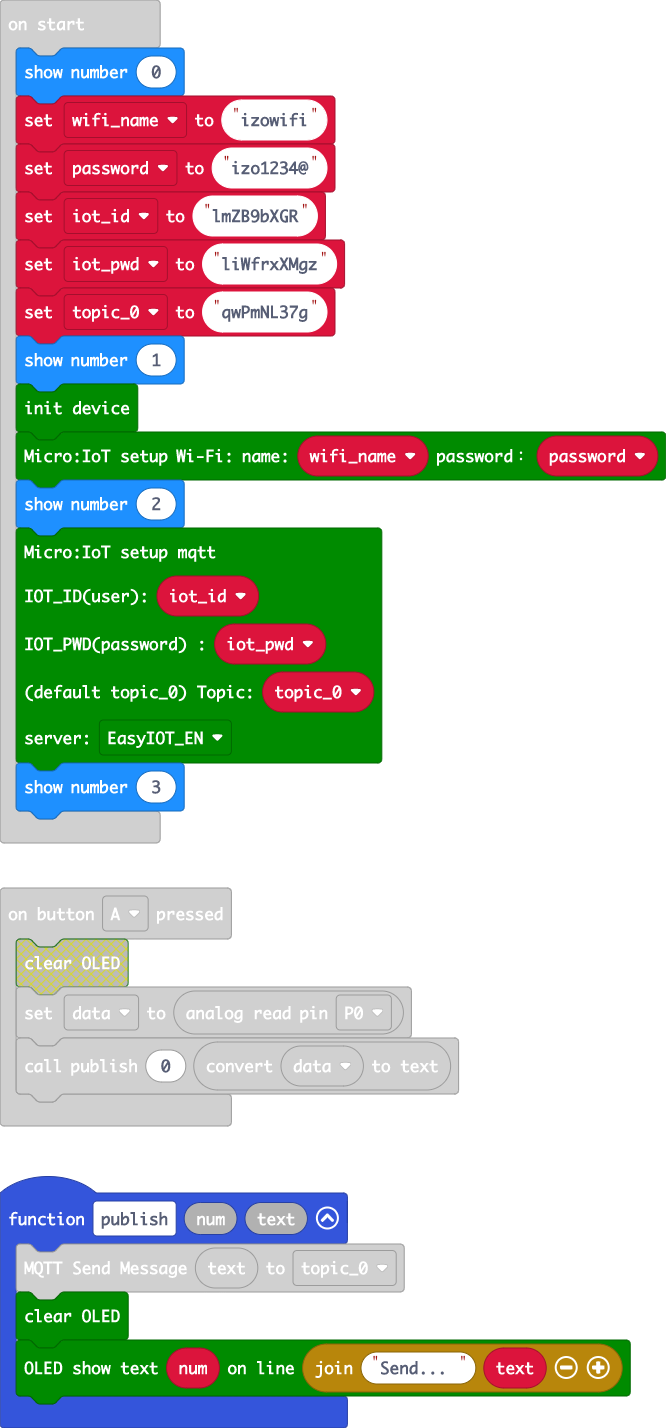 on start
show number 0
set wifi_name to "izowifi"
set password to "izo1234@"
set iot_id to "lmZB9bXGR"
set iot_pwd to "liWfrxXMgz"
set topic_0 to "qwPmNL37g"
show number 1
init device
Micro:IoT setup Wi-Fi: name: wifi_name password: password
show number 2
Micro:IoT setup mqtt
IOT_ID(user): iot_id
IOT_PWD(password) : iot_pwd
(default topic_0) Topic: topic_0
server: EasyIOT_EN
show number 3
on button A pressed
clear OLED
set data to analog read pin P0
call publish 0 convert data to text
function publish num text
MQTT Send Message text to topic_0
clear OLED
OLED show text num on line join "Send... " text